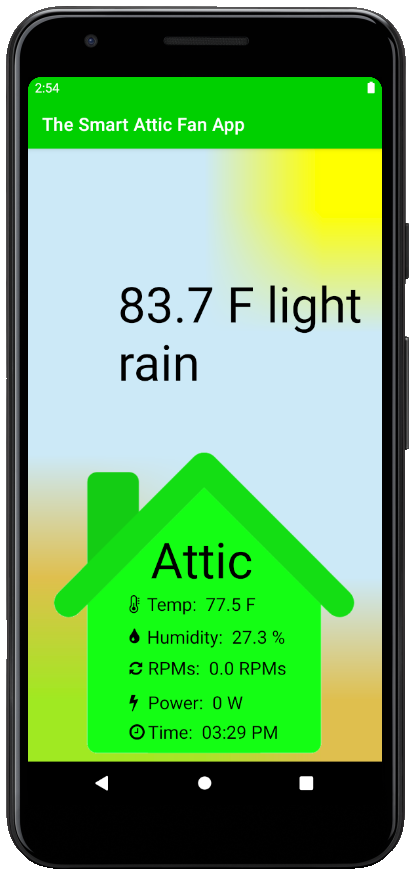 2:54
The Smart Attic Fan App
83.7 F light
rain
Attic
Temp: 77.5 F
Humidity: 27.3 %
RPMs: 0.0 RPMs
Power: 0 W
Time: 03:29 PM